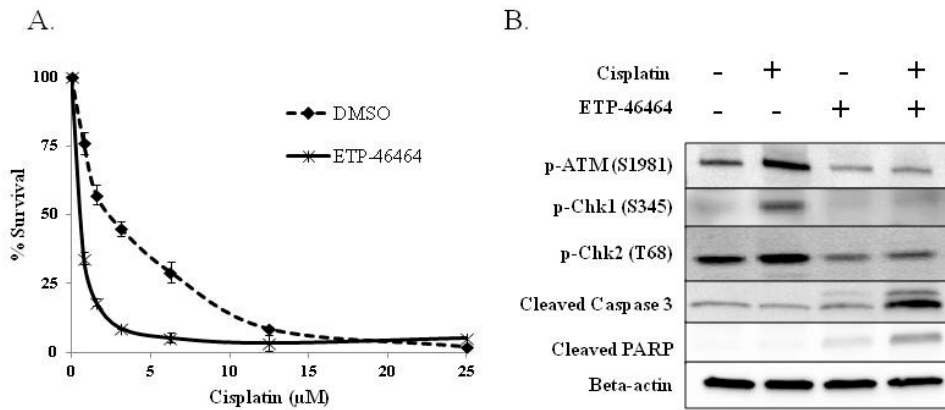 A.
100
75
50
25
0
% Survival
DMSO
ETP-46464
0 5 10 15 20 25
Cisplatin (µM)
B.
Cisplatin - + - +
ETP-46464 - - + +
p-ATM (S1981)
p-Chk1 (S345)
p-Chk2 (T68)
Cleaved Caspase 3
Cleaved PARP
Beta-actin